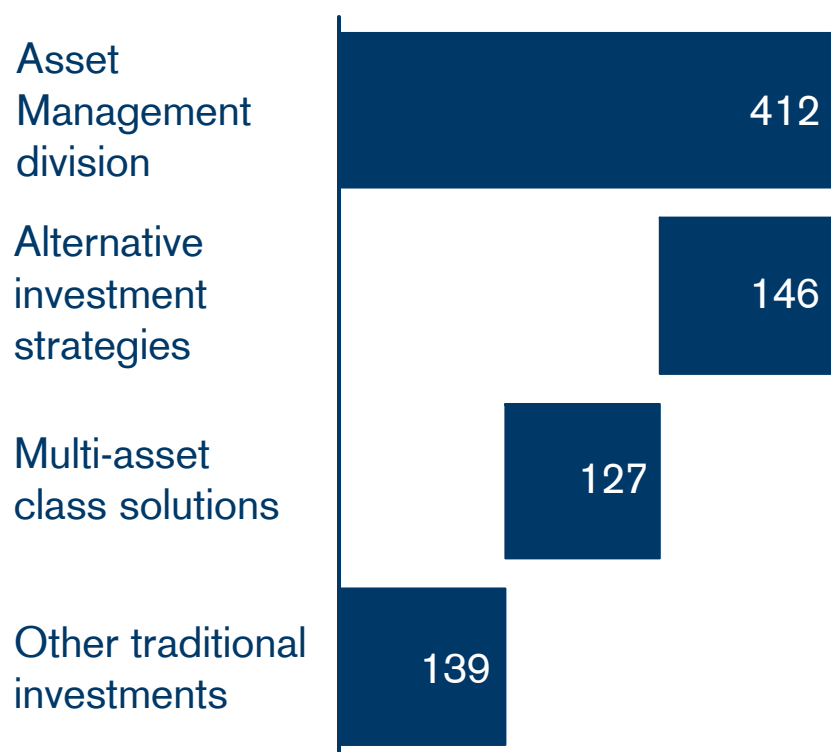 Asset
Management
division
412
Alternative
investment
strategies
146
Multi-asset
class solutions
127
Other traditional
investments
139